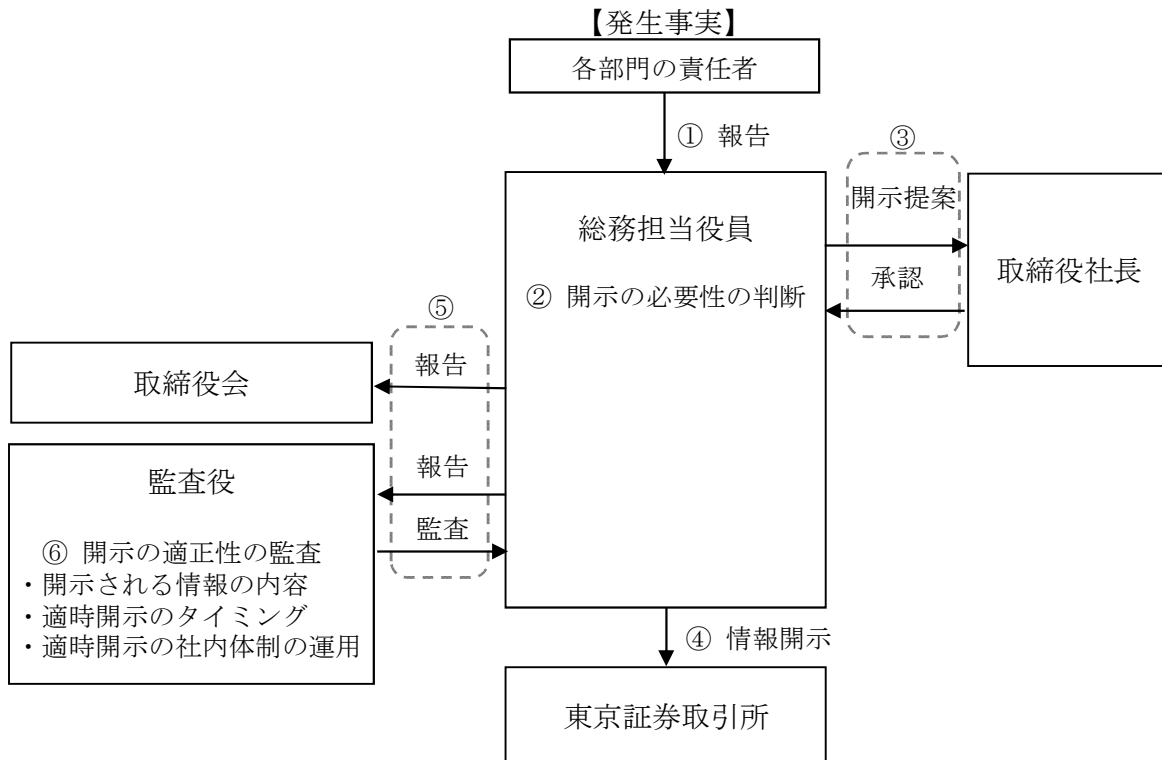 【発生事実】
各部門の責任者
① 報告
③
開示提案
総務担当役員
取締役社長
承認
② 開示の必要性の判断
⑤
報告
取締役会
報告
監査役
監査
⑥ 開示の適正性の監査
・開示される情報の内容
・適時開示のタイミング
・適時開示の社内体制の運用
④ 情報開示
東京証券取引所